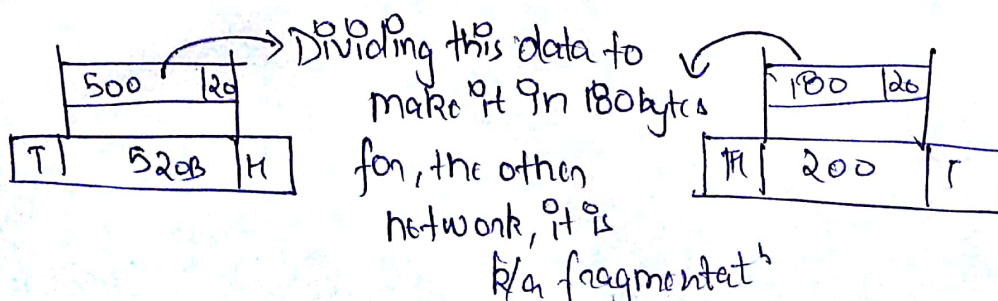 Dividing this data to
500 20
make it in 180bytes
180 20
T 520B H
for, the other
H 200 T
network, it is
k/a fragmentatⁿ